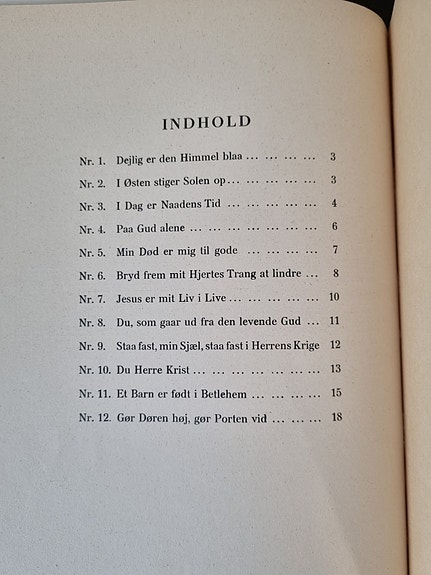 INDHOLD
Nr. 1. Dejlig er den Himmel blaa ... ... ... ... 3
Nr. 2. I Østen stiger Solen op... ... ... ... ... 3
Nr. 3. I Dag er Naadens Tid ... ... ... ... ... 4
Nr. 4. Paa Gud alene ... ... ... ... ... ... ... 6
Nr. 5. Min Død er mig til gode ... ... ... ... 7
Nr. 6. Bryd frem mit Hjertes Trang at lindre ... 8
Nr. 7. Jesus er mit Liv i Live ... ... ... ... ... 10
Nr. 8. Du, som gaar ud fra den levende Gud ... 11
Nr. 9. Staa fast, min Sjæl, staa fast i Herrens Krige 12
Nr. 10. Du Herre Krist ... ... ... ... ... ... ... 13
Nr. 11. Et Barn er født i Betlehem ... ... ... ... 15
Nr. 12. Gør Døren høj, gør Porten vid ... ... ... 18